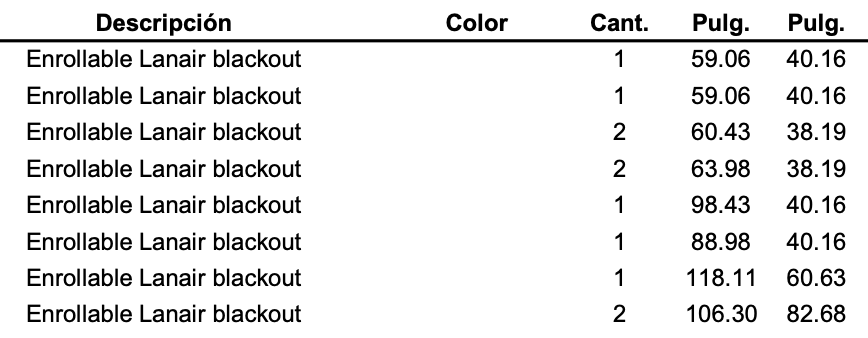 Descripción Color Cant. Pulg. Pulg.
Enrollable Lanair blackout 1 59.06 40.16
Enrollable Lanair blackout 1 59.06 40.16
Enrollable Lanair blackout 2 60.43 38.19
Enrollable Lanair blackout 2 63.98 38.19
Enrollable Lanair blackout 1 98.43 40.16
Enrollable Lanair blackout 1 88.98 40.16
Enrollable Lanair blackout 1 118.11 60.63
Enrollable Lanair blackout 2 106.30 82.68